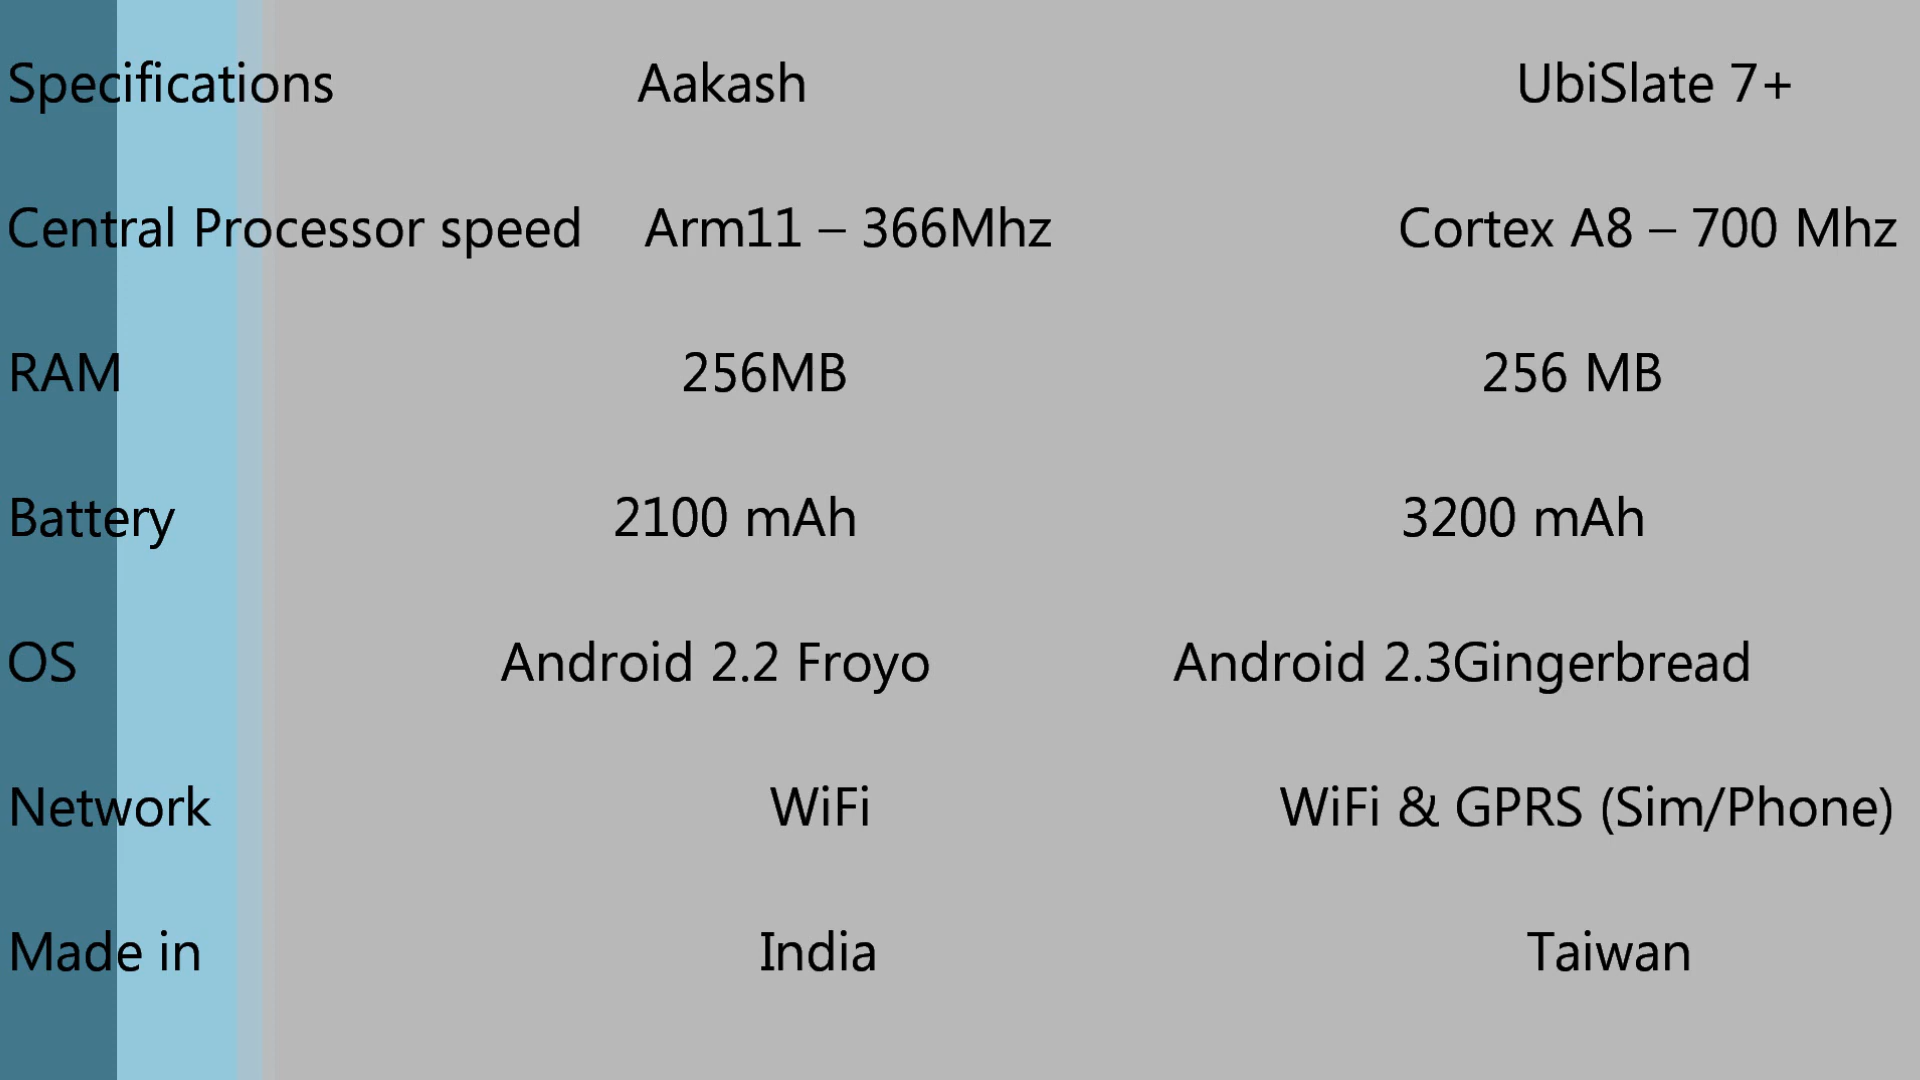 Specifications Aakash UbiSlate 7+
Central Processor speed Arm11 – 366Mhz Cortex A8 – 700 Mhz
RAM 256MB 256 MB
Battery 2100 mAh 3200 mAh
OS Android 2.2 Froyo Android 2.3Gingerbread
Network WiFi WiFi & GPRS (Sim/Phone)
Made in India Taiwan